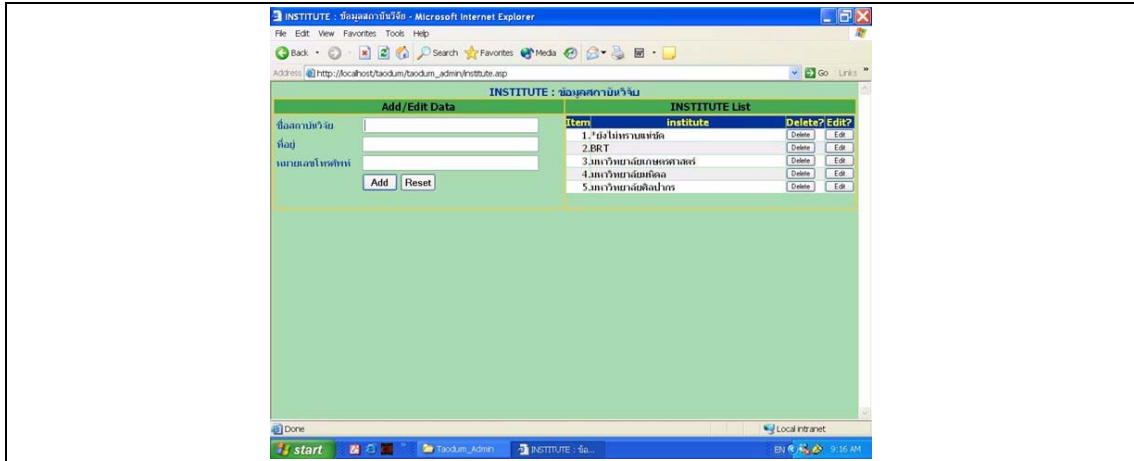 INSTITUTE : ข้อมูลสถาบันวิจัย - Microsoft Internet Explorer
File Edit View Favorites Tools Help
Back Search Favorites Media
Address http://localhost/taodum/taodum_admin/institute.asp Go Links
INSTITUTE : ข้อมูลสถาบันวิจัย
Add/Edit Data
ชื่อสถาบันวิจัย
ที่อยู่
หมายเลขโทรศัพท์
Add Reset
INSTITUTE List
Item institute Delete? Edit?
1.*ยังไม่ทราบแน่ชัด Delete Edit
2.BRT Delete Edit
3.มหาวิทยาลัยเกษตรศาสตร์ Delete Edit
4.มหาวิทยาลัยมหิดล Delete Edit
5.มหาวิทยาลัยศิลปากร Delete Edit
Done Local intranet
start Taodum_Admin INSTITUTE : ข้อ... EN 9:16 AM